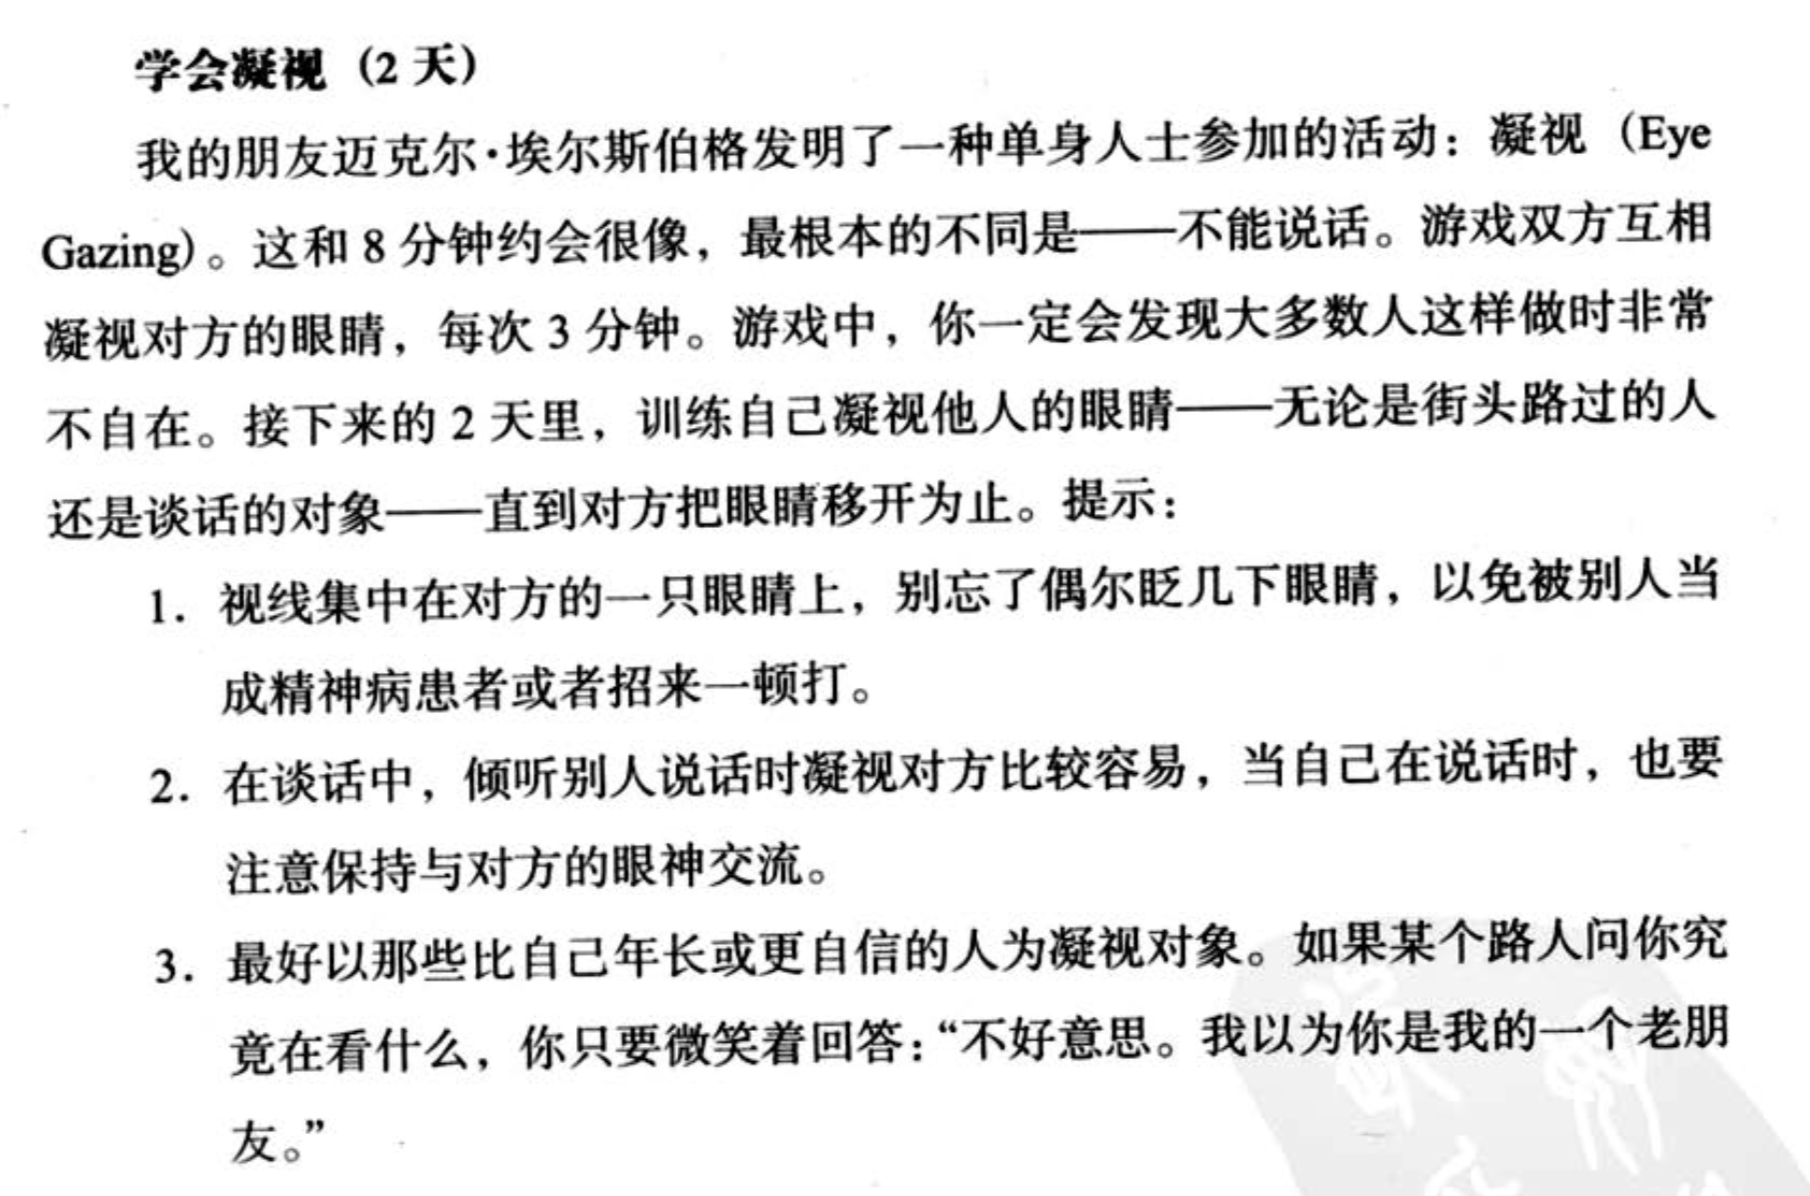 学会凝视（2 天）
我的朋友迈克尔·埃尔斯伯格发明了一种单身人士参加的活动：凝视（Eye
Gazing）。这和 8 分钟约会很像，最根本的不同是——不能说话。游戏双方互相
凝视对方的眼睛，每次 3 分钟。游戏中，你一定会发现大多数人这样做时非常
不自在。接下来的 2 天里，训练自己凝视他人的眼睛——无论是街头路过的人
还是谈话的对象——直到对方把眼睛移开为止。提示：
1. 视线集中在对方的一只眼睛上，别忘了偶尔眨几下眼睛，以免被别人当
成精神病患者或者招来一顿打。
2. 在谈话中，倾听别人说话时凝视对方比较容易，当自己在说话时，也要
注意保持与对方的眼神交流。
3. 最好以那些比自己年长或更自信的人为凝视对象。如果某个路人问你究
竟在看什么，你只要微笑着回答：“不好意思。我以为你是我的一个老朋
友。”